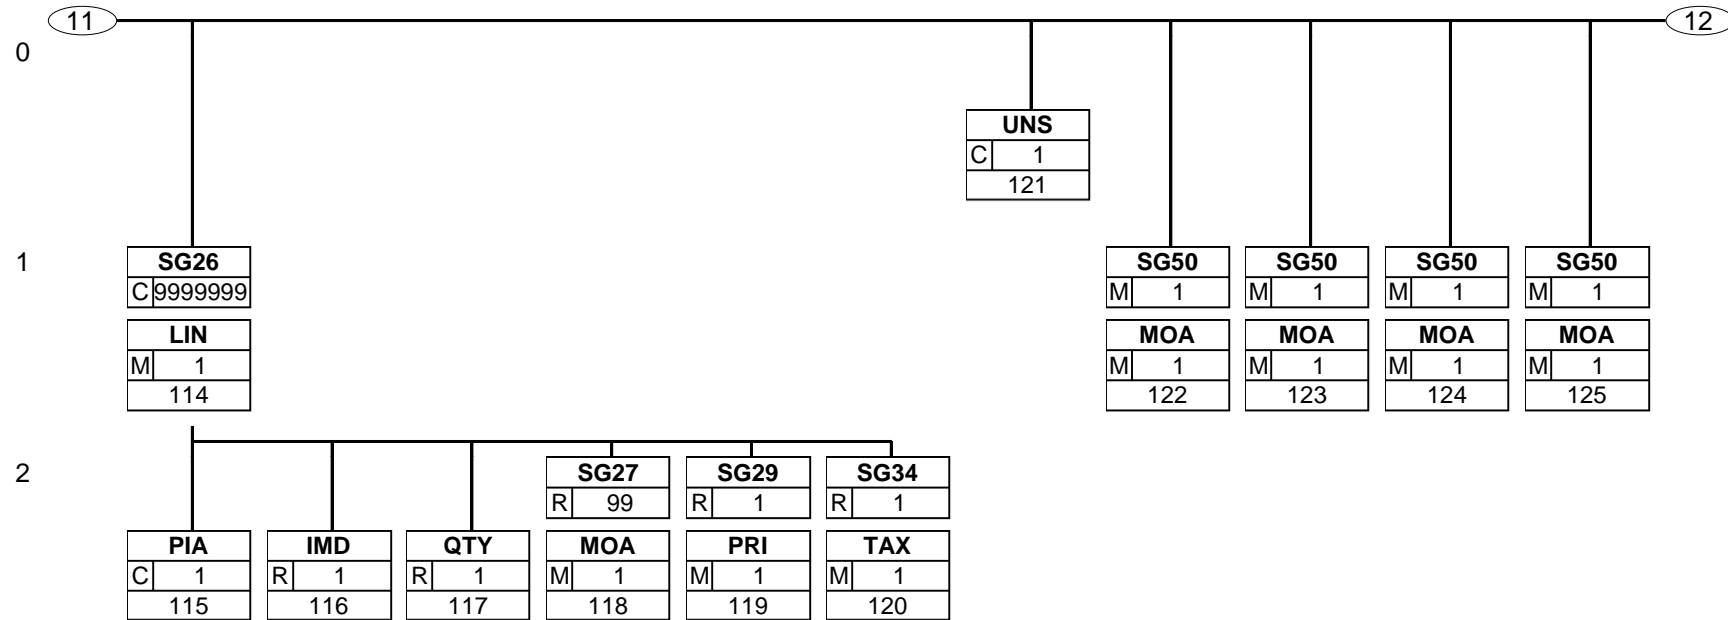 11 12
0
UNS
C 1
121
1 SG26 SG50 SG50 SG50 SG50
C 9999999 M 1 M 1 M 1 M 1
LIN MOA MOA MOA MOA
M 1 M 1 M 1 M 1 M 1
114 122 123 124 125
2 SG27 SG29 SG34
R 99 R 1 R 1
PIA IMD QTY MOA PRI TAX
C 1 R 1 R 1 M 1 M 1 M 1
115 116 117 118 119 120